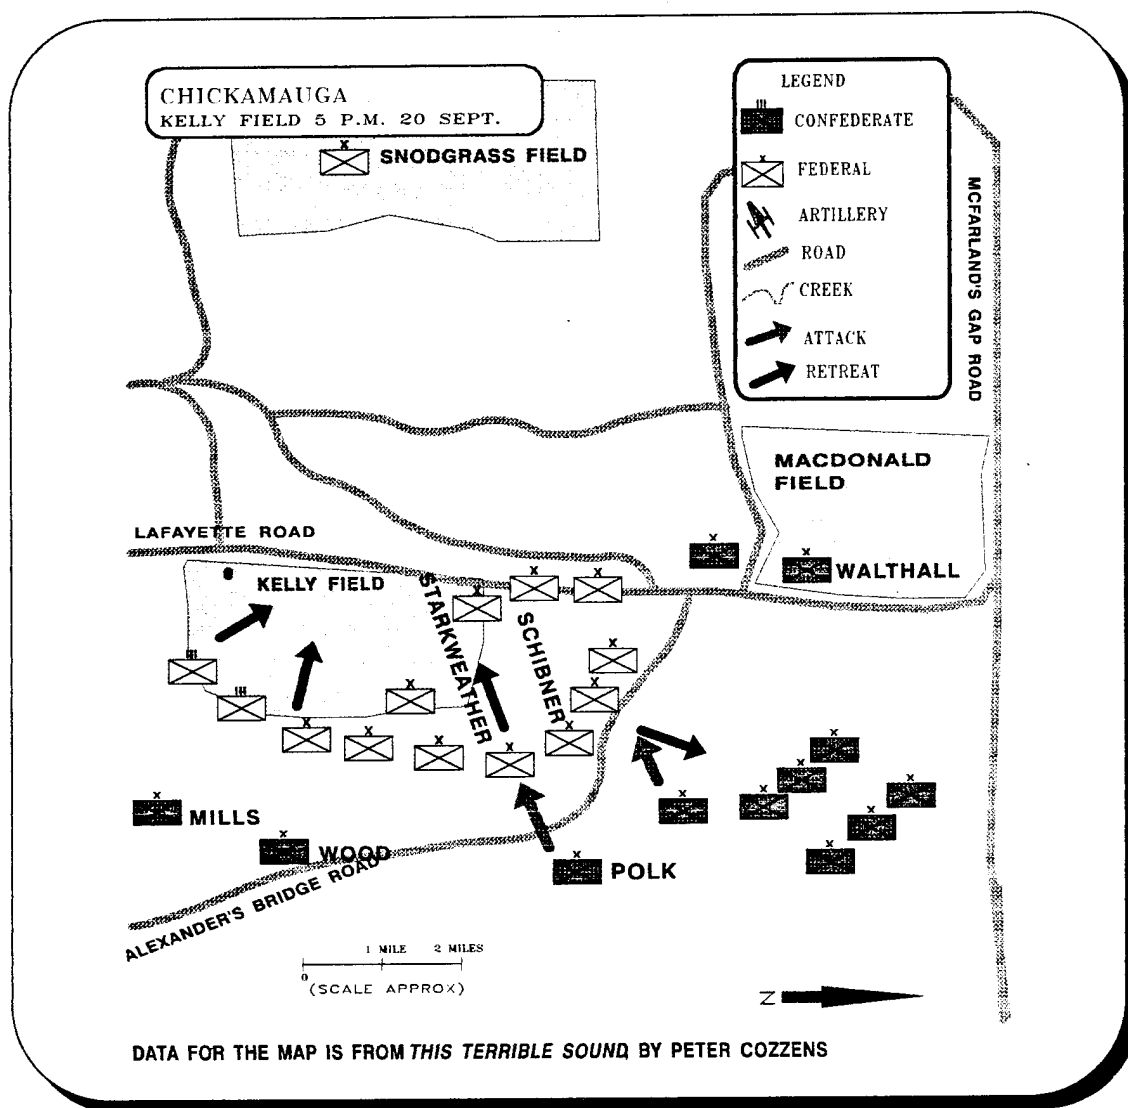 CHICKAMAUGA
KELLY FIELD 5 P.M. 20 SEPT.
SNODGRASS FIELD
LEGEND
CONFEDERATE
FEDERAL
ARTILLERY
ROAD
CREEK
ATTACK
RETREAT
MCFARLAND'S GAP ROAD
MACDONALD
FIELD
WALTHALL
LAFAYETTE ROAD
KELLY FIELD
STARKWEATHER
SCHIBNER
MILLS
WOOD
POLK
ALEXANDER'S BRIDGE ROAD
1 MILE 2 MILES
0
(SCALE APPROX)
N
DATA FOR THE MAP IS FROM THIS TERRIBLE SOUND, BY PETER COZZENS